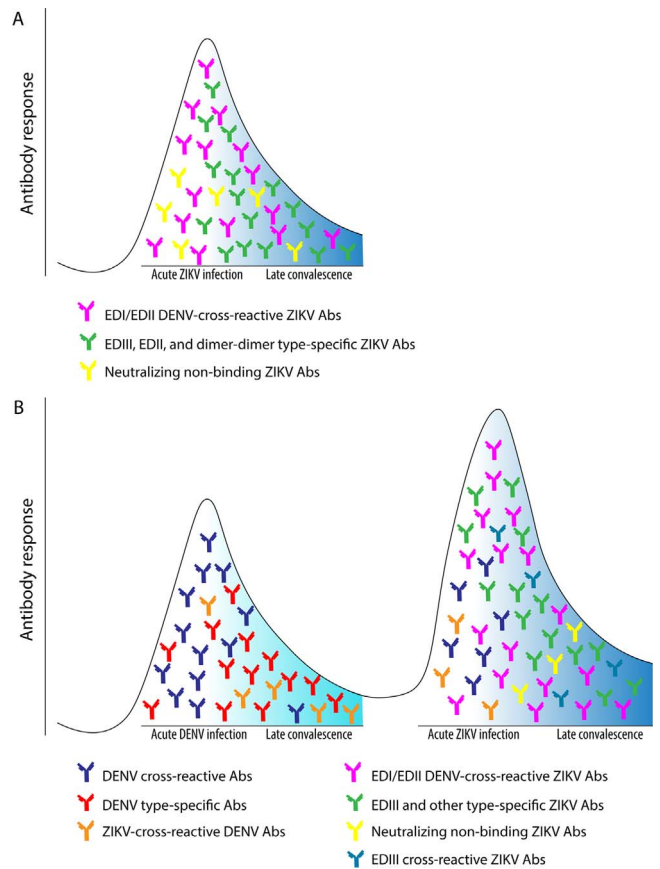 A
Antibody response
Acute ZIKV infection
Late convalescence
EDI/EDII DENV-cross-reactive ZIKV Abs
EDIII, EDII, and dimer-dimer type-specific ZIKV Abs
Neutralizing non-binding ZIKV Abs
B
Antibody response
Acute DENV infection
Late convalescence
Acute ZIKV infection
Late convalescence
DENV cross-reactive Abs
DENV type-specific Abs
ZIKV-cross-reactive DENV Abs
EDI/EDII DENV-cross-reactive ZIKV Abs
EDIII and other type-specific ZIKV Abs
Neutralizing non-binding ZIKV Abs
EDIII cross-reactive ZIKV Abs